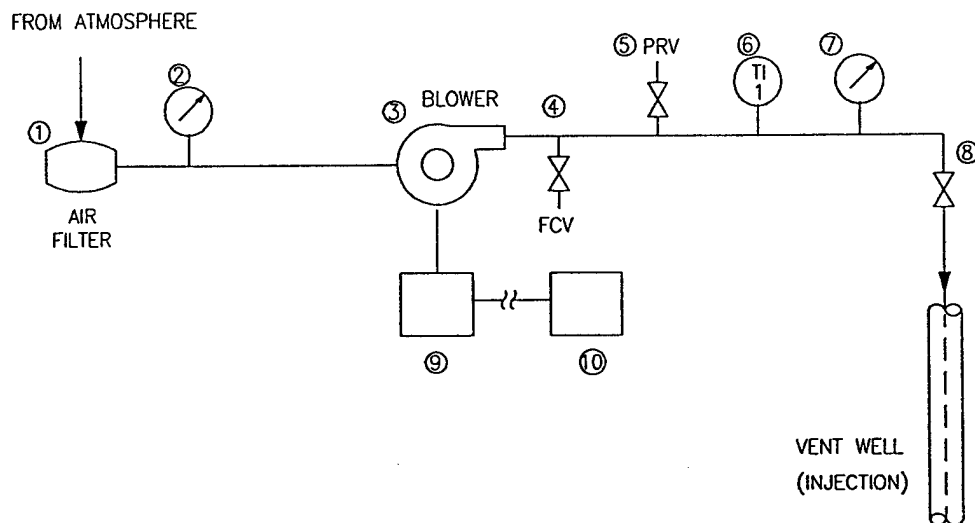 FROM ATMOSPHERE
①
②
③
BLOWER
④
⑤ PRV
⑥
TI
1
⑦
⑧
AIR
FILTER
FCV
⑨
⑩
VENT WELL
(INJECTION)